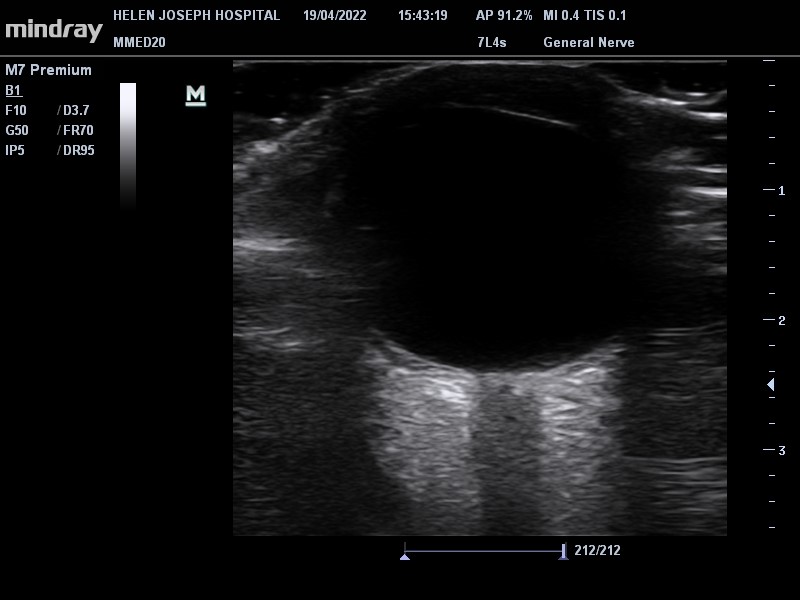 mindray
HELEN JOSEPH HOSPITAL 19/04/2022 15:43:19 AP 91.2% MI 0.4 TIS 0.1
MMED20 7L4s General Nerve
M7 Premium
B1
F10 / D3.7
G50 / FR70
IP5 / DR95
M
1
2
3
212/212